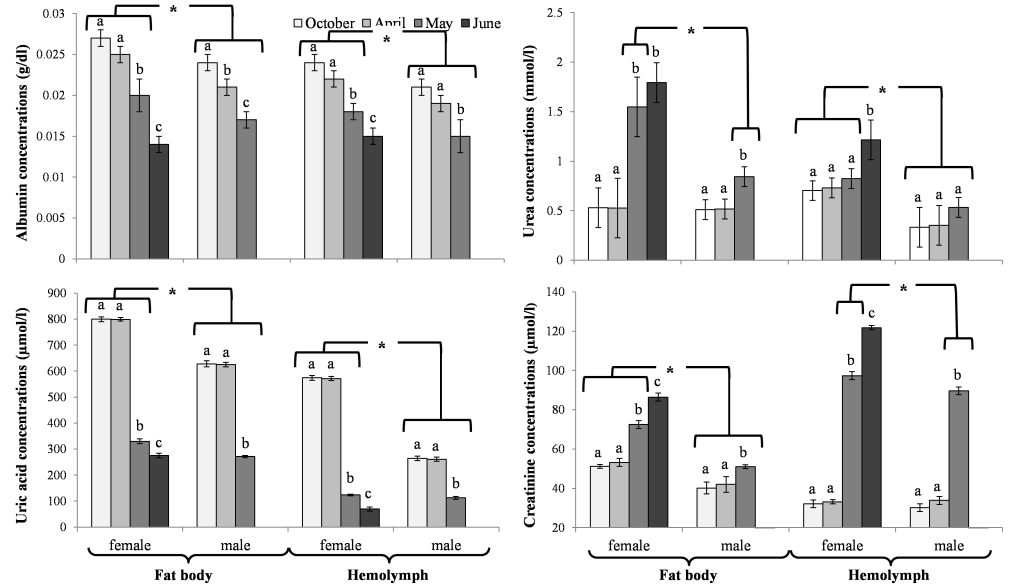 October April May June
Albumin concentrations (g/dl)
0.03
0.025
0.02
0.015
0.01
0.005
0
a a b c
*
a b c
a a b c
*
a a b
Urea concentrations (mmol/l)
2.5
2
1.5
1
0.5
0
a a b b
*
a a b
a a a b
*
a a a
Uric acid concentrations (µmol/l)
900
800
700
600
500
400
300
200
100
0
a a b c
*
a a b
a a b c
*
a a b
female male female male
Fat body Hemolymph
Creatinine concentrations (µmol/l)
140
120
100
80
60
40
20
a a b c
*
a a b
a a b c
*
a a b
female male female male
Fat body Hemolymph